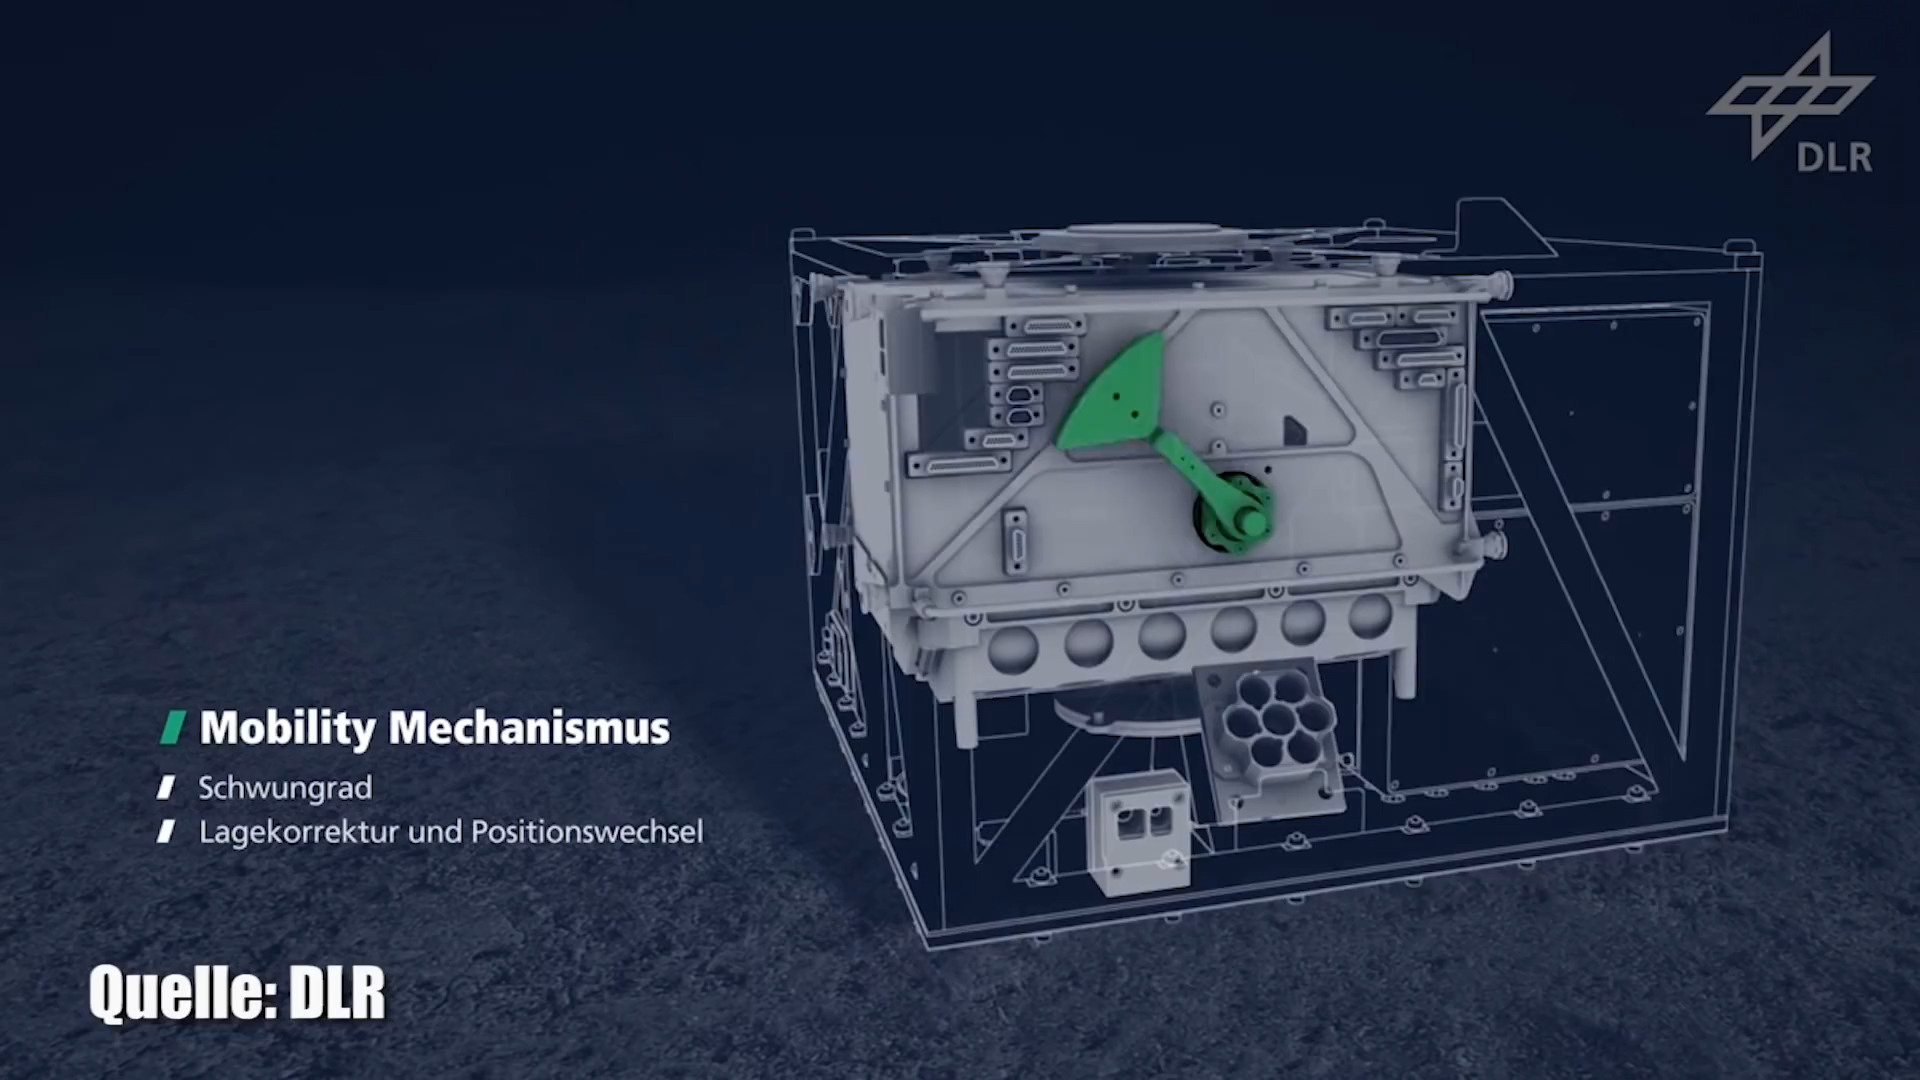 DLR
Mobility Mechanismus
Schwungrad
Lagekorrektur und Positionswechsel
Quelle: DLR